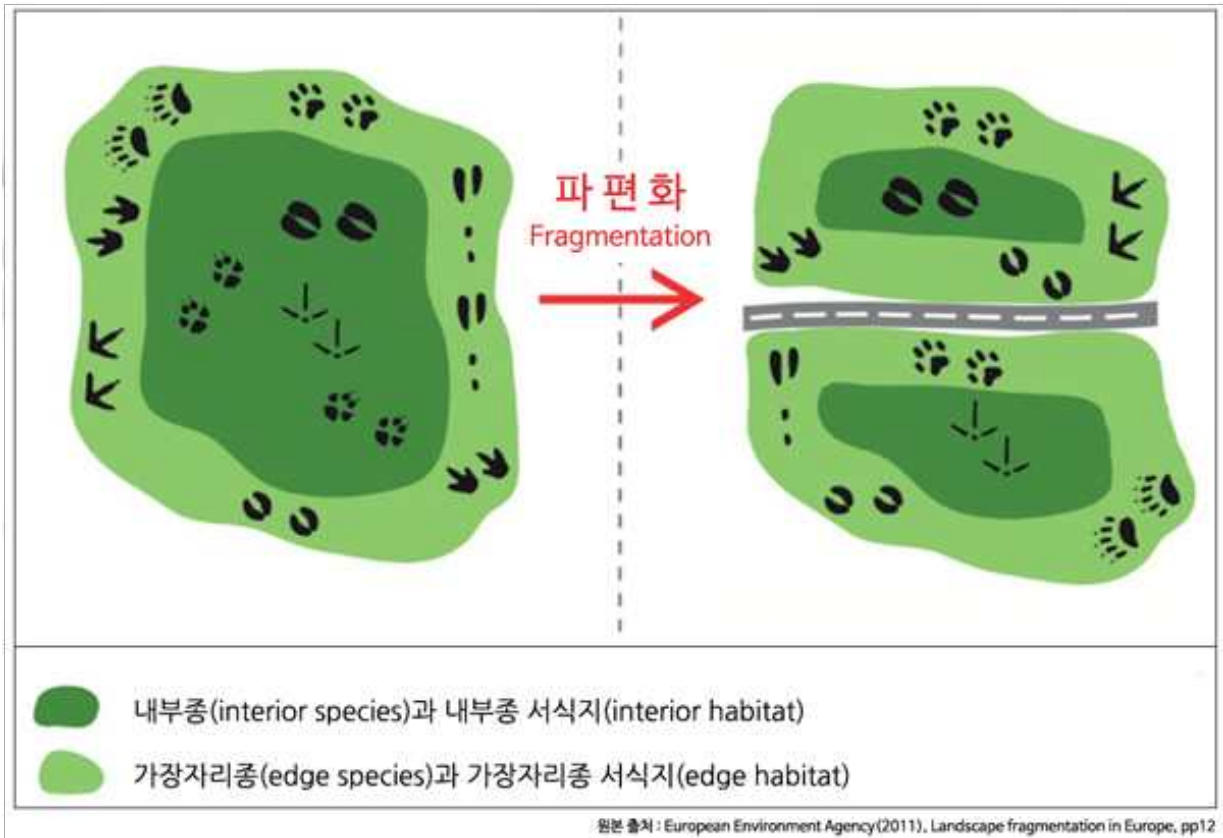 파편화
Fragmentation
내부종(interior species)과 내부종 서식지(interior habitat)
가장자리종(edge species)과 가장자리종 서식지(edge habitat)
원본 출처 : European Environment Agency(2011), Landscape fragmentation in Europe, pp12